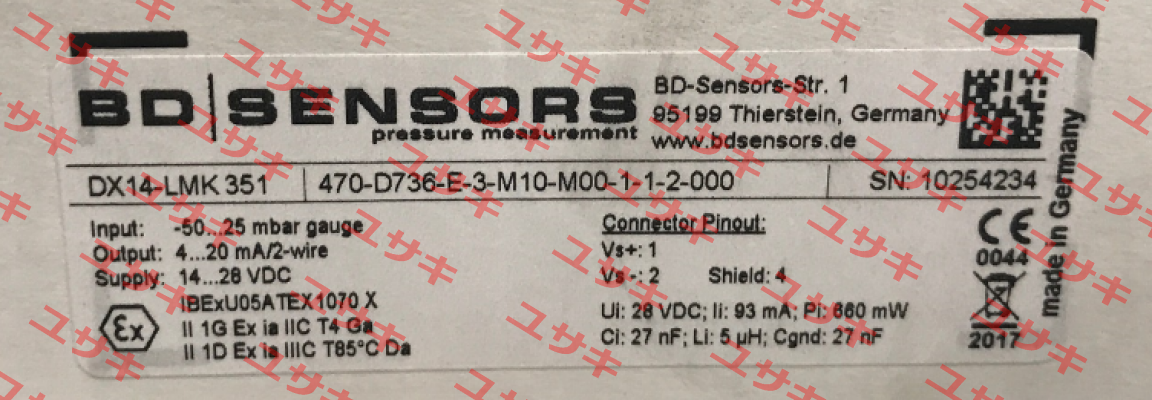 BD|SENSORS
pressure measurement
BD-Sensors-Str. 1
95199 Thierstein, Germany
www.bdsensors.de
DX14-LMK 351 470-D736-E-3-M10-M00-1-1-2-000 SN: 10254234
Input: -50...25 mbar gauge
Output: 4...20 mA/2-wire
Supply: 14...28 VDC
IBExU05ATEX1070 X
Ex
II 1G Ex ia IIC T4 Ga
II 1D Ex ia IIIC T85°C Da
Connector Pinout:
Vs+: 1
Vs -: 2 Shield: 4
Ui: 28 VDC; Ii: 93 mA; Pi: 660 mW
Ci: 27 nF; Li: 5 µH; Cgnd: 27 nF
CE
0044
2017
made in Germany
ユサキ